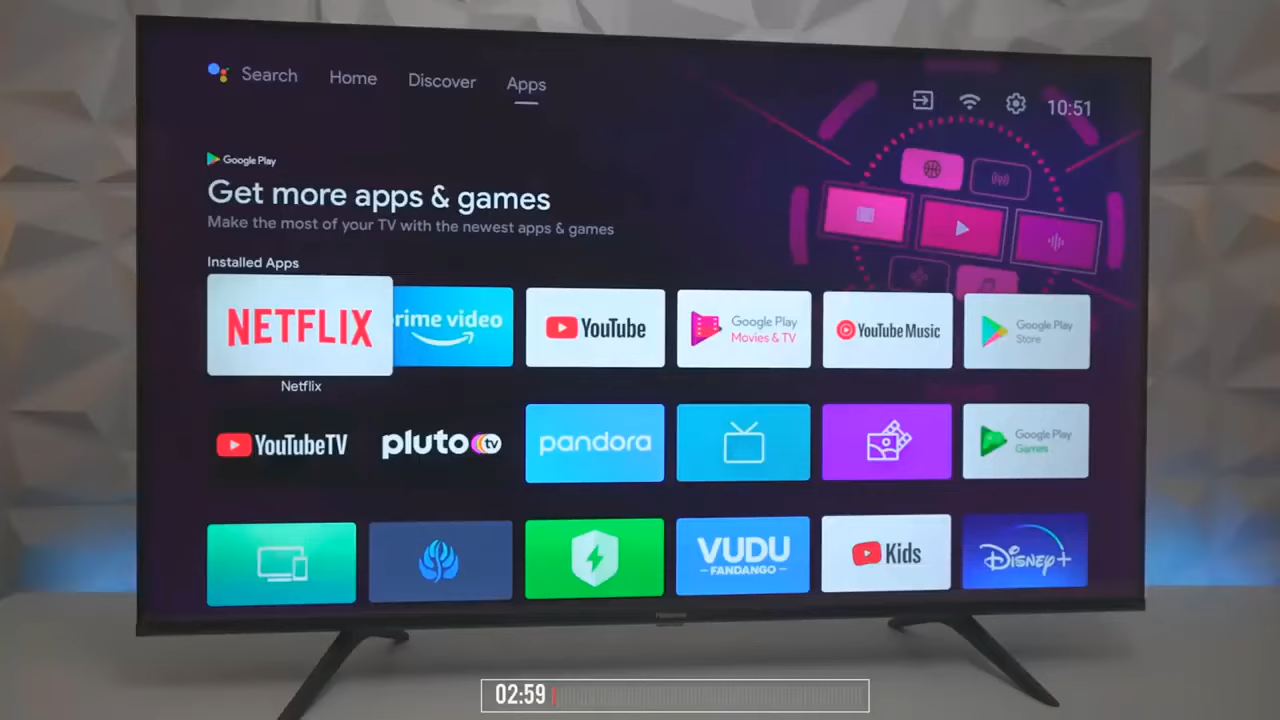 Search Home Discover Apps
10:51
Google Play
Get more apps & games
Make the most of your TV with the newest apps & games
Installed Apps
NETFLIX
rime video
YouTube
Google Play
Movies & TV
YouTube Music
Google Play
Store
Netflix
YouTubeTV
pluto tv
pandora
Google Play
Games
VUDU
FANDANGO
Kids
Disney+
Hisense
02:59